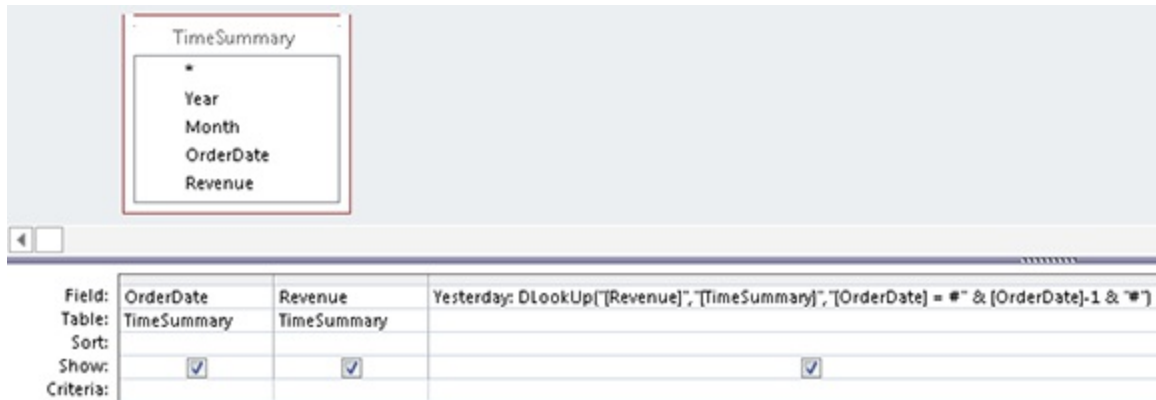 TimeSummary
*
Year
Month
OrderDate
Revenue
Field: OrderDate Revenue Yesterday: DLookUp("[Revenue]","[TimeSummary]","[OrderDate] = #" & [OrderDate]-1 & "#")
Table: TimeSummary TimeSummary
Sort:
Show:
Criteria: